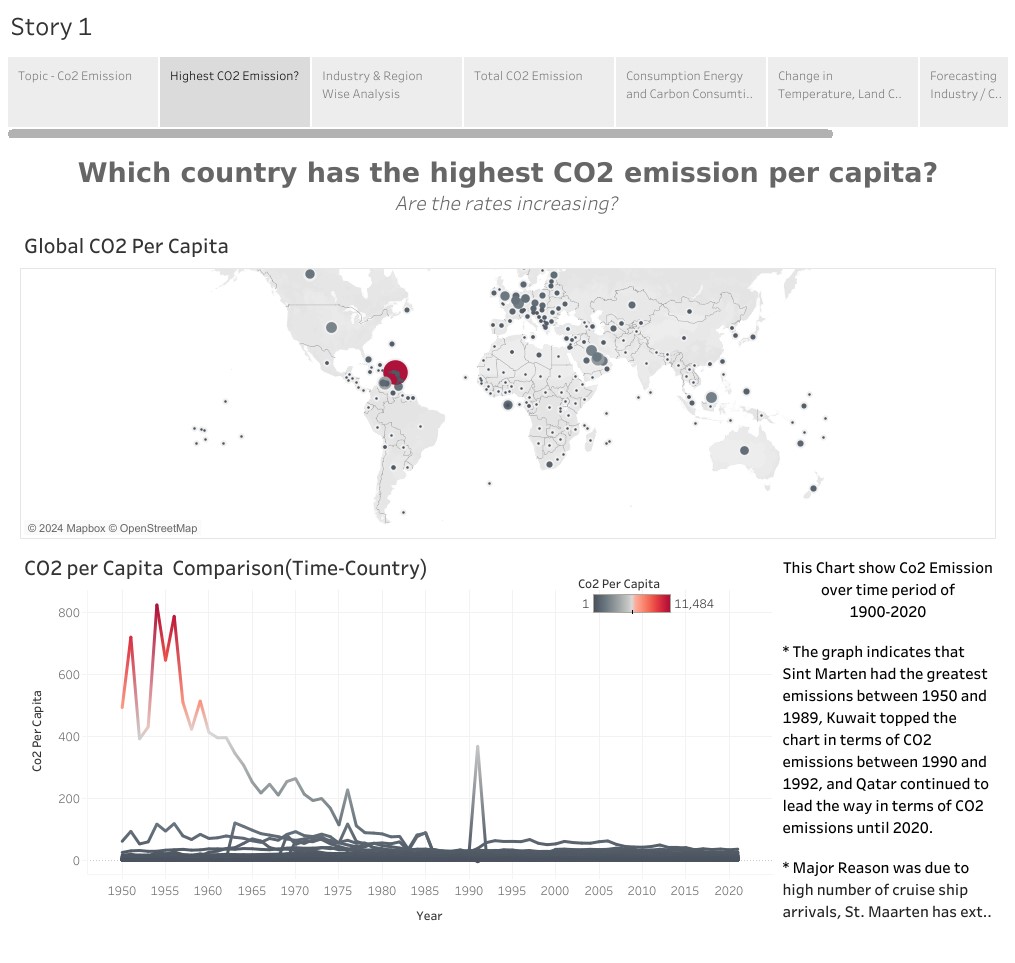 Story 1
Topic - Co2 Emission
Highest CO2 Emission?
Industry & Region
Wise Analysis
Total CO2 Emission
Consumption Energy
and Carbon Consumti..
Change in
Temperature, Land C..
Forecasting
Industry / C..
Which country has the highest CO2 emission per capita?
Are the rates increasing?
Global CO2 Per Capita
© 2024 Mapbox © OpenStreetMap
CO2 per Capita  Comparison(Time-Country)
Co2 Per Capita
1
11,484
800
600
400
200
0
Co2 Per Capita
1950
1955
1960
1965
1970
1975
1980
1985
1990
1995
2000
2005
2010
2015
2020
Year
This Chart show Co2 Emission
over time period of
1900-2020
* The graph indicates that
Sint Marten had the greatest
emissions between 1950 and
1989, Kuwait topped the
chart in terms of CO2
emissions between 1990 and
1992, and Qatar continued to
lead the way in terms of CO2
emissions until 2020.
* Major Reason was due to
high number of cruise ship
arrivals, St. Maarten has ext..